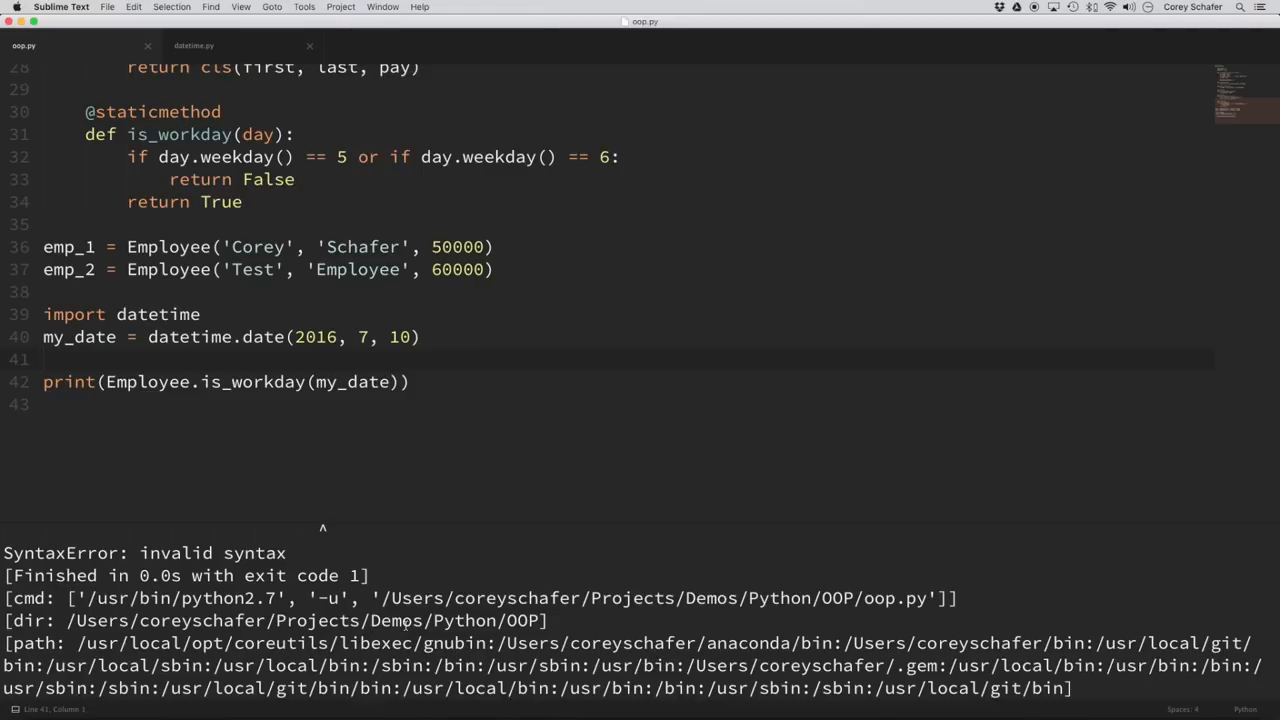 Sublime Text File Edit Selection Find View Goto Tools Project Window Help Corey Schafer
oop.py
oop.py datetime.py
28 return cls(first, last, pay)
29
30 @staticmethod
31 def is_workday(day):
32 if day.weekday() == 5 or if day.weekday() == 6:
33 return False
34 return True
35
36 emp_1 = Employee('Corey', 'Schafer', 50000)
37 emp_2 = Employee('Test', 'Employee', 60000)
38
39 import datetime
40 my_date = datetime.date(2016, 7, 10)
41
42 print(Employee.is_workday(my_date))
43
^
SyntaxError: invalid syntax
[Finished in 0.0s with exit code 1]
[cmd: ['/usr/bin/python2.7', '-u', '/Users/coreyschafer/Projects/Demos/Python/OOP/oop.py']]
[dir: /Users/coreyschafer/Projects/Demos/Python/OOP]
[path: /usr/local/opt/coreutils/libexec/gnubin:/Users/coreyschafer/anaconda/bin:/Users/coreyschafer/bin:/usr/local/git/
bin:/usr/local/sbin:/usr/local/bin:/sbin:/bin:/usr/sbin:/usr/bin:/Users/coreyschafer/.gem:/usr/local/bin:/usr/bin:/bin:/
usr/sbin:/sbin:/usr/local/git/bin/bin:/usr/local/bin:/usr/bin:/bin:/usr/sbin:/sbin:/usr/local/git/bin]
Line 41, Column 1 Spaces: 4 Python